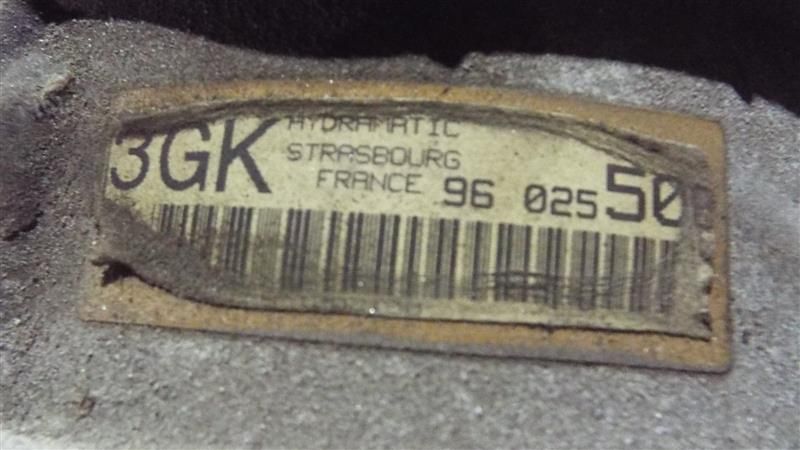 3GK HYDRAMATIC
STRASBOURG
FRANCE 96 025 50